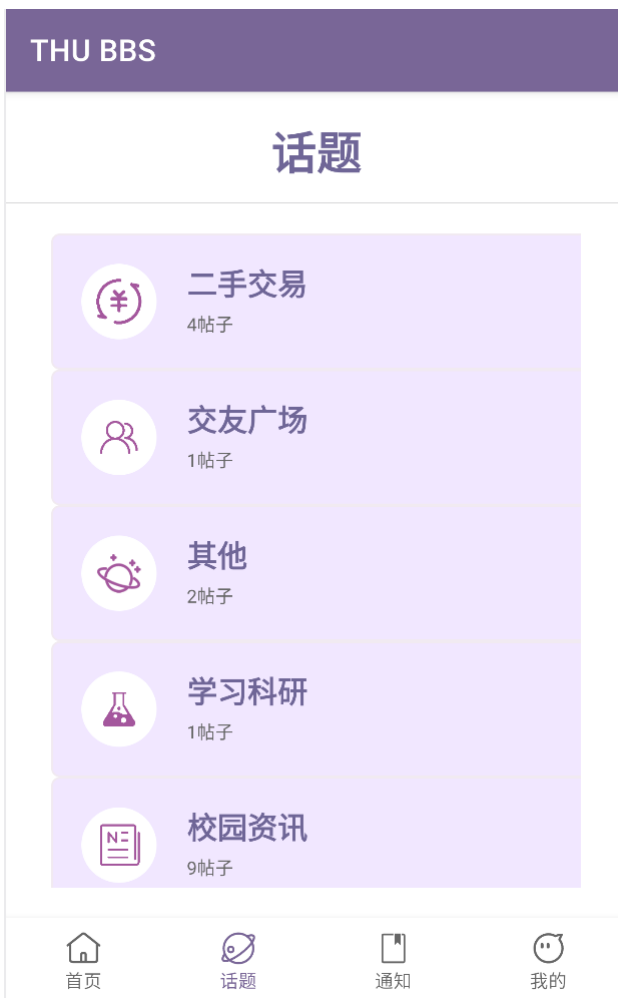 THU BBS
话题
二手交易
4帖子
交友广场
1帖子
其他
2帖子
学习科研
1帖子
校园资讯
9帖子
首页
话题
通知
我的